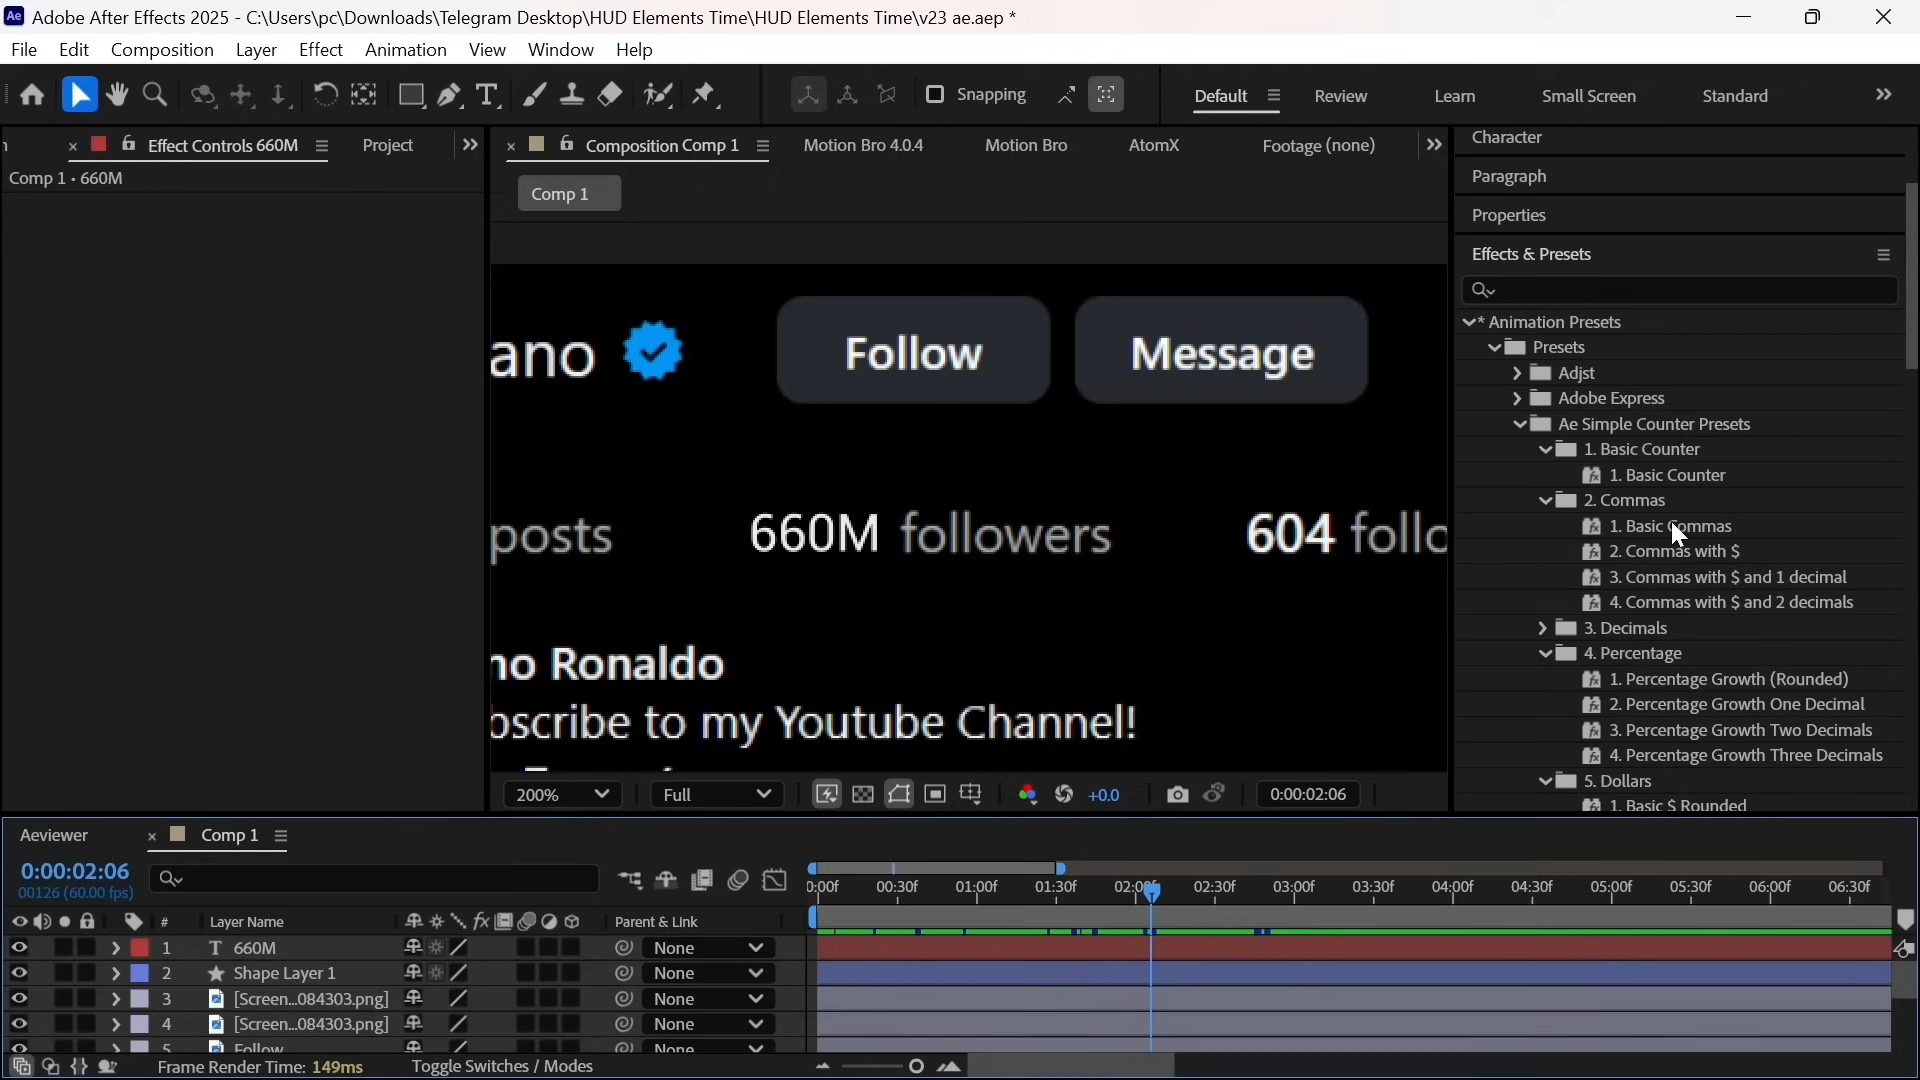 Adobe After Effects 2025 - C:\Users\pc\Downloads\Telegram Desktop\HUD Elements Time\HUD Elements Time\v23 ae.aep *
File Edit Composition Layer Effect Animation View Window Help
Snapping
Default Review Learn Small Screen Standard
Effect Controls 660M Project
Comp 1 • 660M
Composition Comp 1 Motion Bro 4.0.4 Motion Bro AtomX Footage (none)
Comp 1
ano Follow Message
posts 660M followers 604 follo
no Ronaldo
bscribe to my Youtube Channel!
200% Full +0.0 0:00:02:06
Character
Paragraph
Properties
Effects & Presets
* Animation Presets
Presets
Adjst
Adobe Express
Ae Simple Counter Presets
1. Basic Counter
1. Basic Counter
2. Commas
1. Basic Commas
2. Commas with $
3. Commas with $ and 1 decimal
4. Commas with $ and 2 decimals
3. Decimals
4. Percentage
1. Percentage Growth (Rounded)
2. Percentage Growth One Decimal
3. Percentage Growth Two Decimals
4. Percentage Growth Three Decimals
5. Dollars
1. Basic $ Rounded
Aeviewer Comp 1
0:00:02:06
00126 (60.00 fps)
0:00f 00:30f 01:00f 01:30f 02:00f 02:30f 03:00f 03:30f 04:00f 04:30f 05:00f 05:30f 06:00f 06:30f
# Layer Name Parent & Link
1 T 660M None
2 Shape Layer 1 None
3 [Screen...084303.png] None
4 [Screen...084303.png] None
5 Follow None
Frame Render Time: 149ms Toggle Switches / Modes